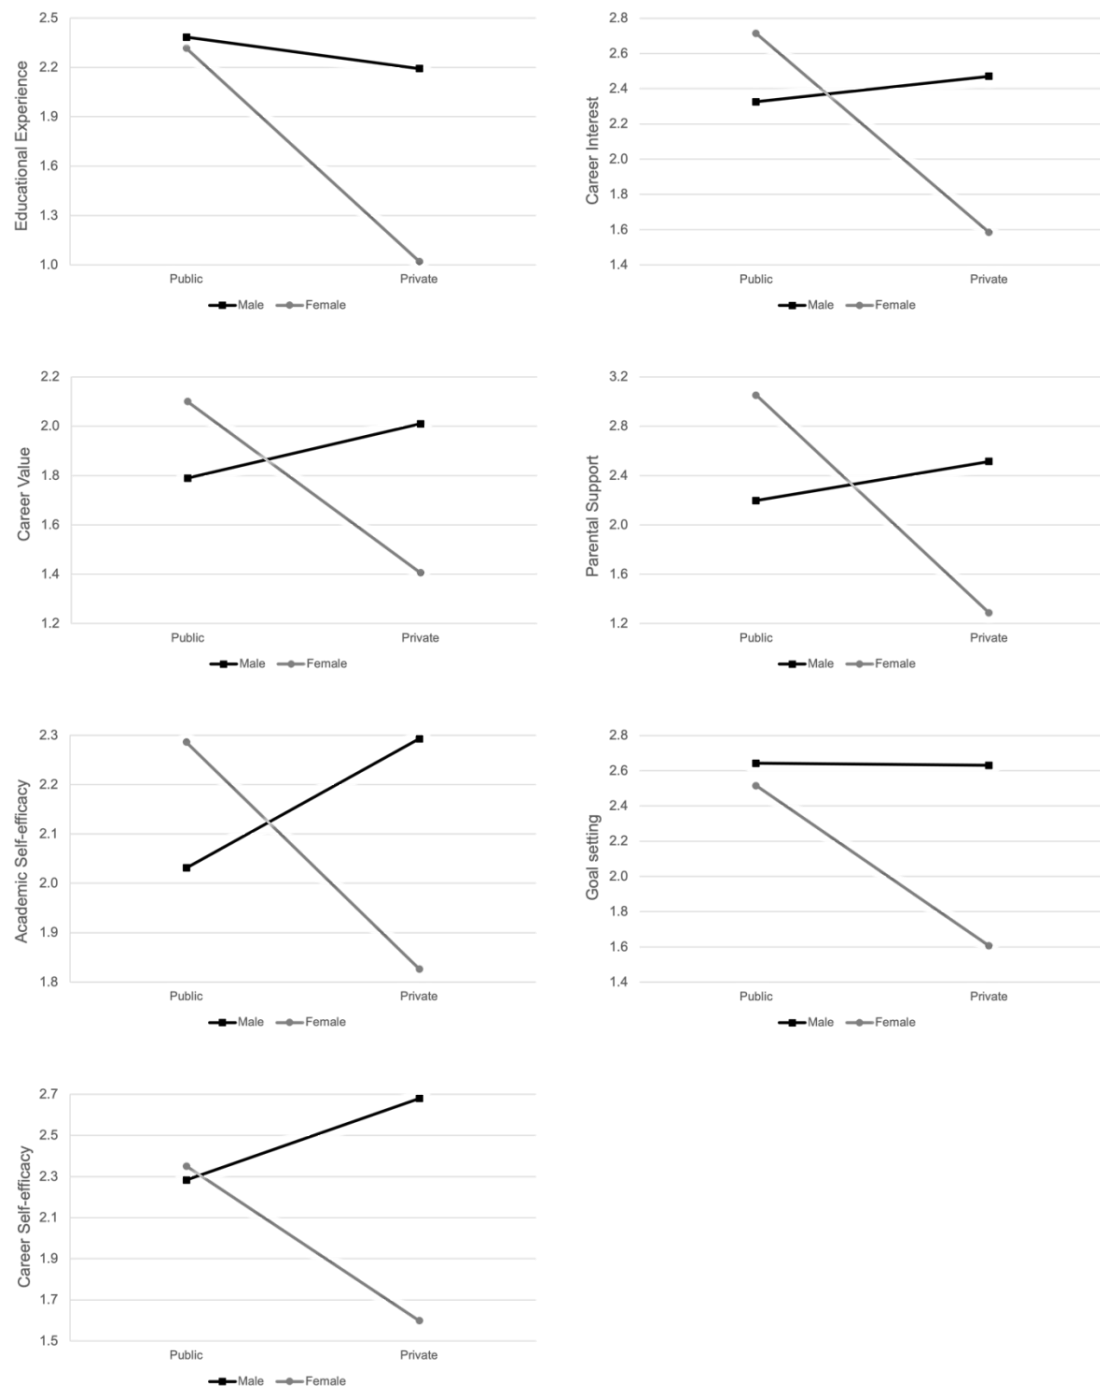 2.5
2.2
1.9
1.6
1.3
1.0
Educational Experience
Public Private
Male Female
2.8
2.6
2.4
2.2
2.0
1.8
1.6
1.4
Career Interest
Public Private
Male Female
2.2
2.0
1.8
1.6
1.4
1.2
Career Value
Public Private
Male Female
3.2
2.8
2.4
2.0
1.6
1.2
Parental Support
Public Private
Male Female
2.3
2.2
2.1
2.0
1.9
1.8
Academic Self-efficacy
Public Private
Male Female
2.8
2.6
2.4
2.2
2.0
1.8
1.6
1.4
Goal setting
Public Private
Male Female
2.7
2.5
2.3
2.1
1.9
1.7
1.5
Career Self-efficacy
Public Private
Male Female